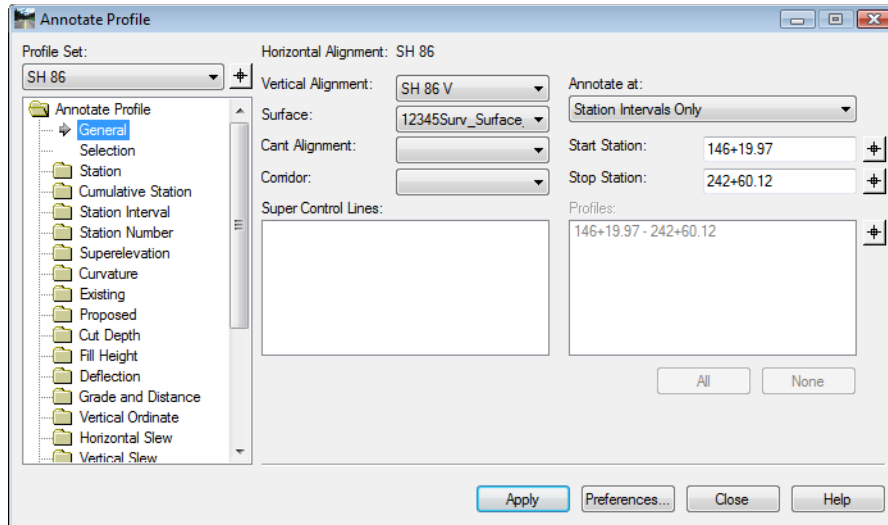 Annotate Profile
Profile Set:
SH 86
Annotate Profile
General
Selection
Station
Cumulative Station
Station Interval
Station Number
Superelevation
Curvature
Existing
Proposed
Cut Depth
Fill Height
Deflection
Grade and Distance
Vertical Ordinate
Horizontal Slew
Vertical Slew
Horizontal Alignment: SH 86
Vertical Alignment: SH 86 V
Surface: 12345Surv_Surface_
Cant Alignment:
Corridor:
Super Control Lines:
Annotate at:
Station Intervals Only
Start Station: 146+19.97
Stop Station: 242+60.12
Profiles:
146+19.97 - 242+60.12
All None
Apply Preferences... Close Help